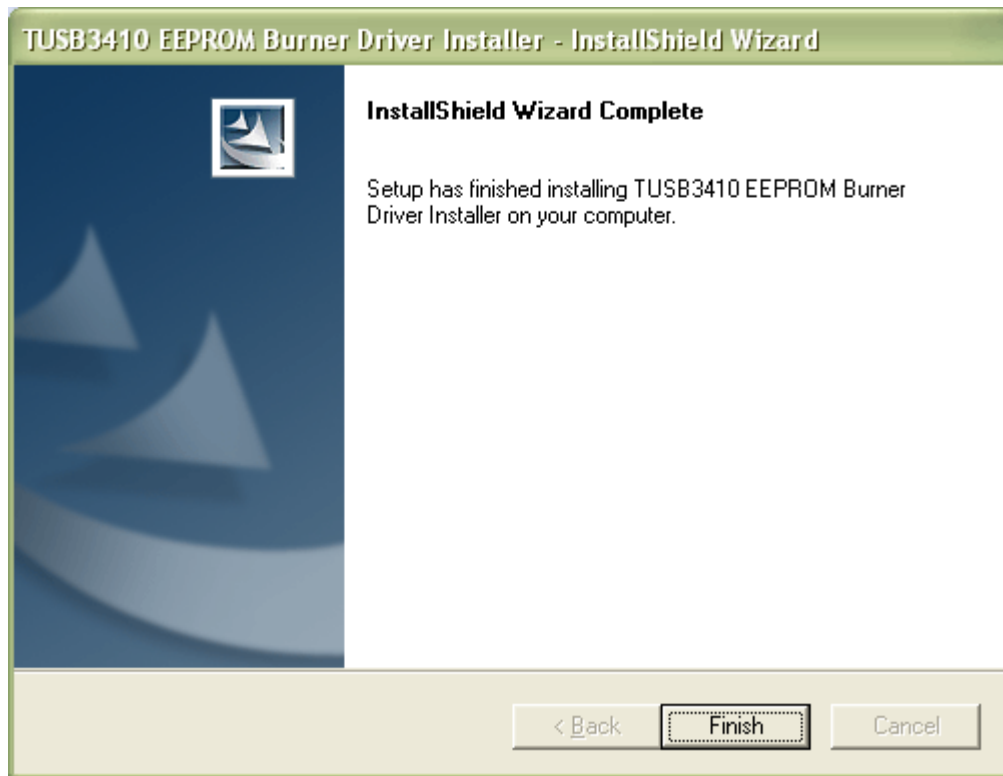 TUSB3410 EEPROM Burner Driver Installer - InstallShield Wizard
InstallShield Wizard Complete
Setup has finished installing TUSB3410 EEPROM Burner
Driver Installer on your computer.
< Back Finish Cancel